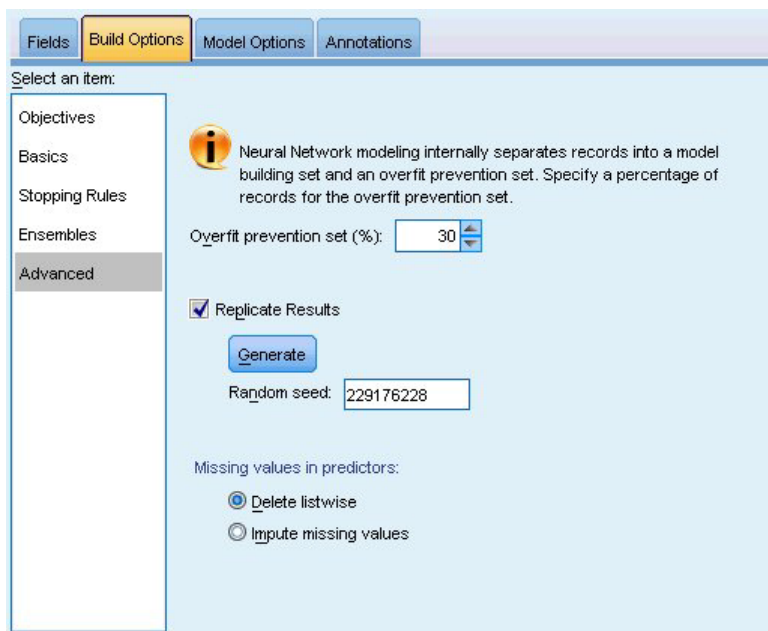 Fields Build Options Model Options Annotations
Select an item:
Objectives
Basics
Stopping Rules
Ensembles
Advanced
Neural Network modeling internally separates records into a model
building set and an overfit prevention set. Specify a percentage of
records for the overfit prevention set.
Overfit prevention set (%): 30
Replicate Results
Generate
Random seed: 229176228
Missing values in predictors:
Delete listwise
Impute missing values